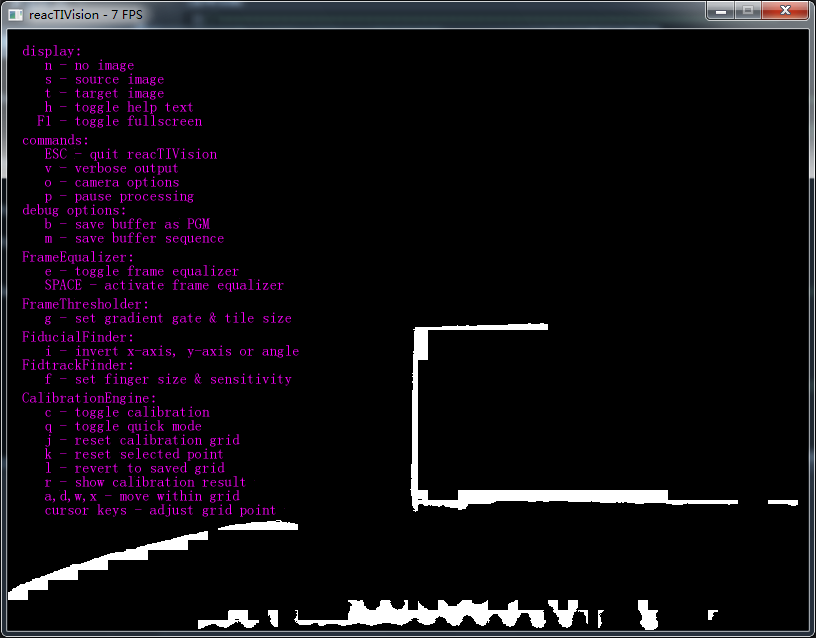 reacTIVision - 7 FPS
display:
n - no image
s - source image
t - target image
h - toggle help text
F1 - toggle fullscreen
commands:
ESC - quit reacTIVision
v - verbose output
o - camera options
p - pause processing
debug options:
b - save buffer as PGM
m - save buffer sequence
FrameEqualizer:
e - toggle frame equalizer
SPACE - activate frame equalizer
FrameThresholder:
g - set gradient gate & tile size
FiducialFinder:
i - invert x-axis, y-axis or angle
FidtrackFinder:
f - set finger size & sensitivity
CalibrationEngine:
c - toggle calibration
q - toggle quick mode
j - reset calibration grid
k - reset selected point
l - revert to saved grid
r - show calibration result
a,d,w,x - move within grid
cursor keys - adjust grid point